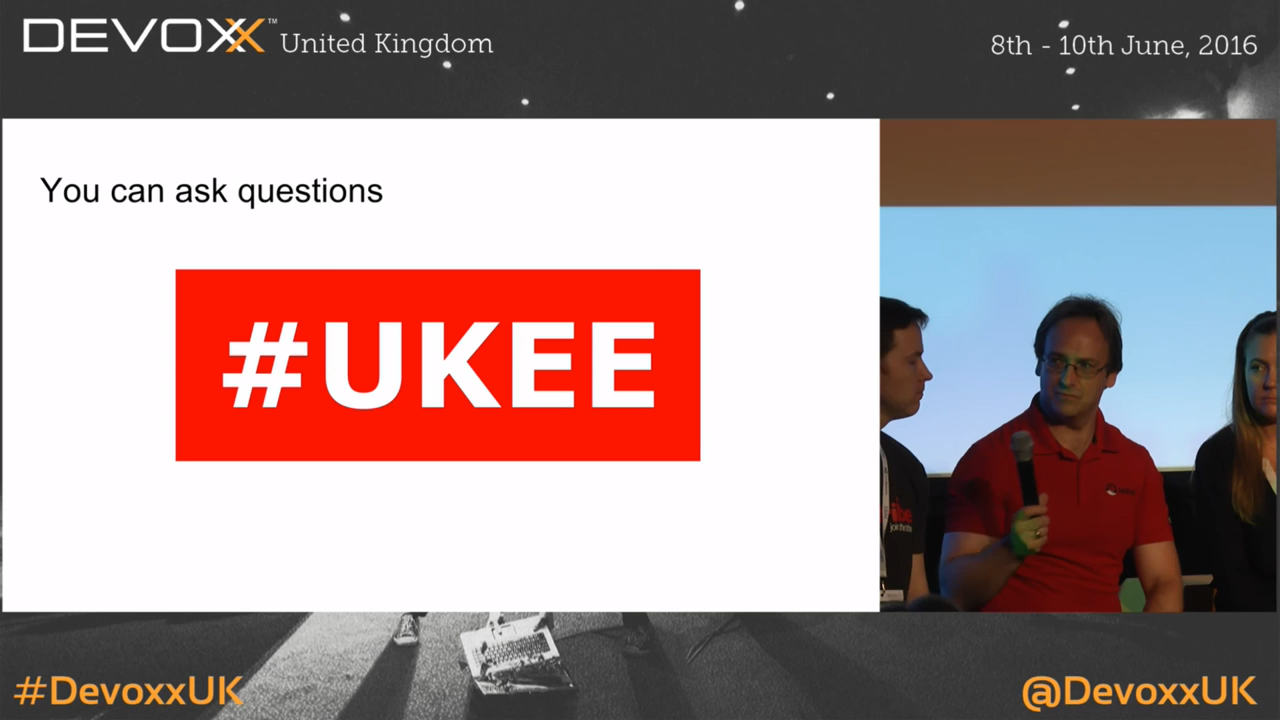 DEVOXX™ United Kingdom
8th - 10th June, 2016
You can ask questions
#UKEE
#DevoxxUK
@DevoxxUK